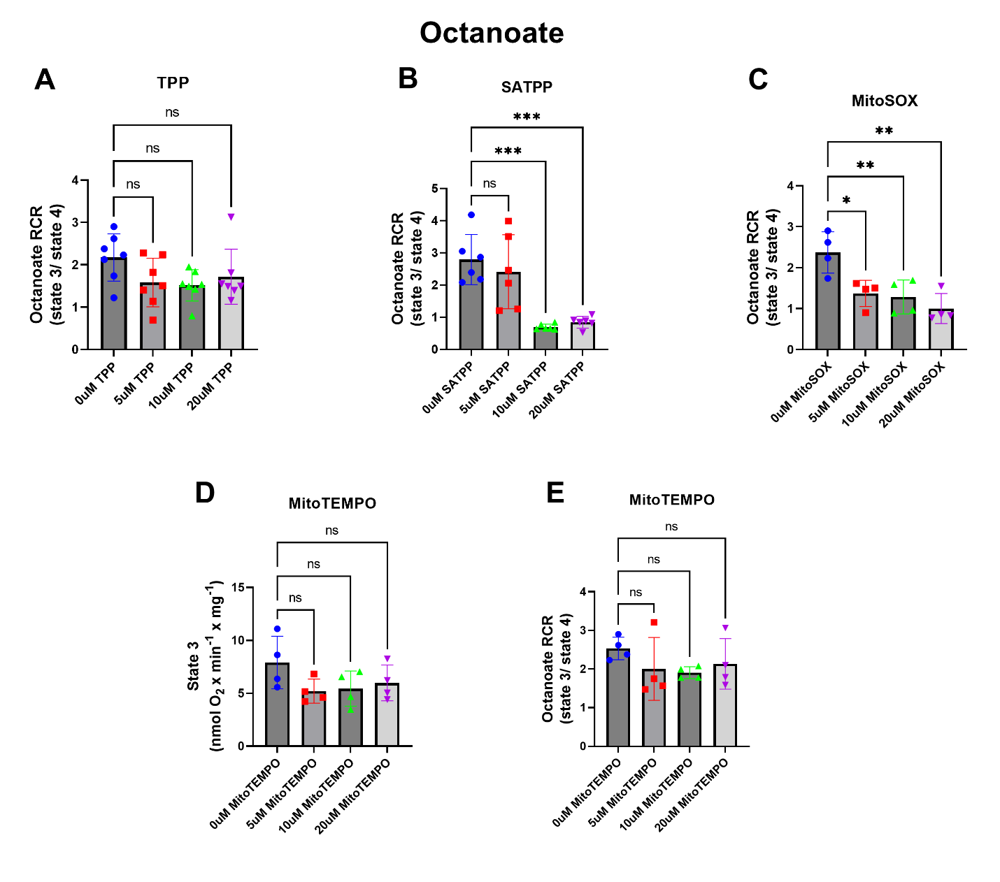 Octanoate
A
TPP
ns
ns
ns
4
3
2
1
0
Octanoate RCR
(state 3/ state 4)
0uM TPP
5uM TPP
10uM TPP
20uM TPP
B
SATPP
***
***
ns
5
4
3
2
1
0
Octanoate RCR
(state 3/ state 4)
0uM SATPP
5uM SATPP
10uM SATPP
20uM SATPP
C
MitoSOX
**
**
*
4
3
2
1
0
Octanoate RCR
(state 3/ state 4)
0uM MitoSOX
5uM MitoSOX
10uM MitoSOX
20uM MitoSOX
D
MitoTEMPO
ns
ns
ns
15
10
5
0
State 3
(nmol O₂ x min⁻¹ x mg⁻¹)
0uM MitoTEMPO
5uM MitoTEMPO
10uM MitoTEMPO
20uM MitoTEMPO
E
MitoTEMPO
ns
ns
ns
4
3
2
1
0
Octanoate RCR
(state 3/ state 4)
0uM MitoTEMPO
5uM MitoTEMPO
10uM MitoTEMPO
20uM MitoTEMPO